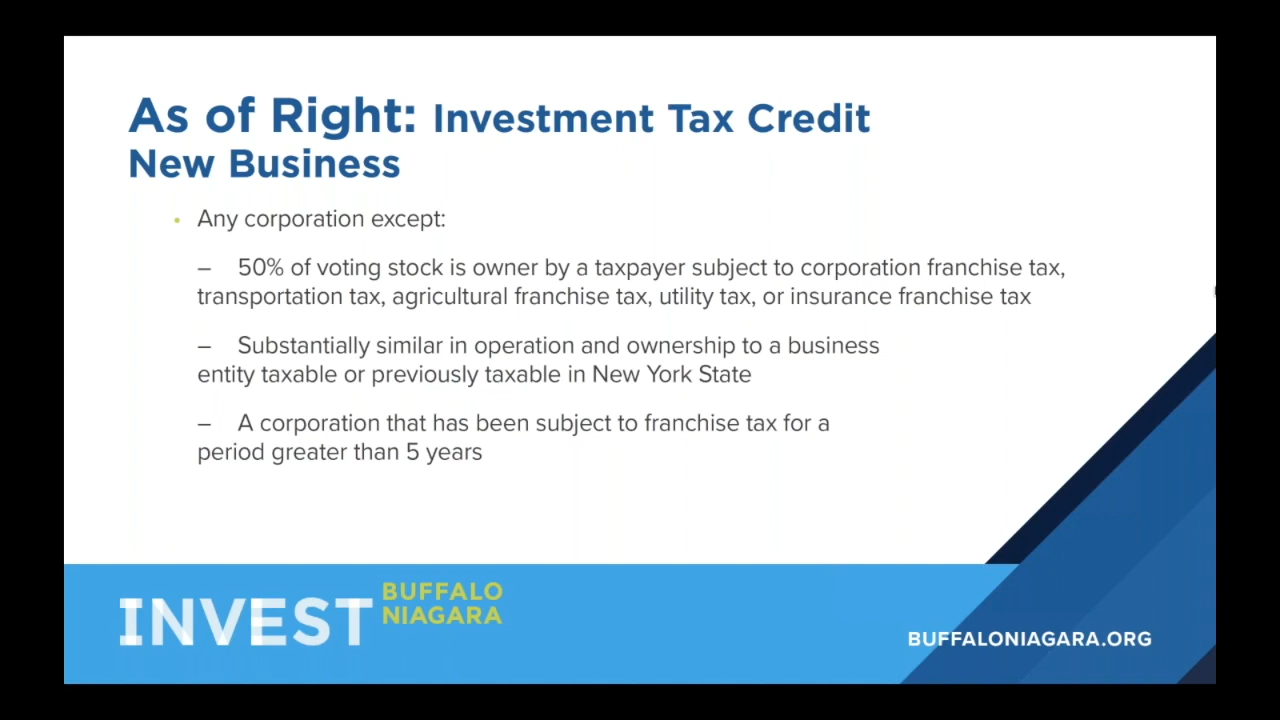 As of Right: Investment Tax Credit
New Business
• Any corporation except:
– 50% of voting stock is owner by a taxpayer subject to corporation franchise tax,
transportation tax, agricultural franchise tax, utility tax, or insurance franchise tax
– Substantially similar in operation and ownership to a business
entity taxable or previously taxable in New York State
– A corporation that has been subject to franchise tax for a
period greater than 5 years
INVEST BUFFALO
NIAGARA
BUFFALONIAGARA.ORG